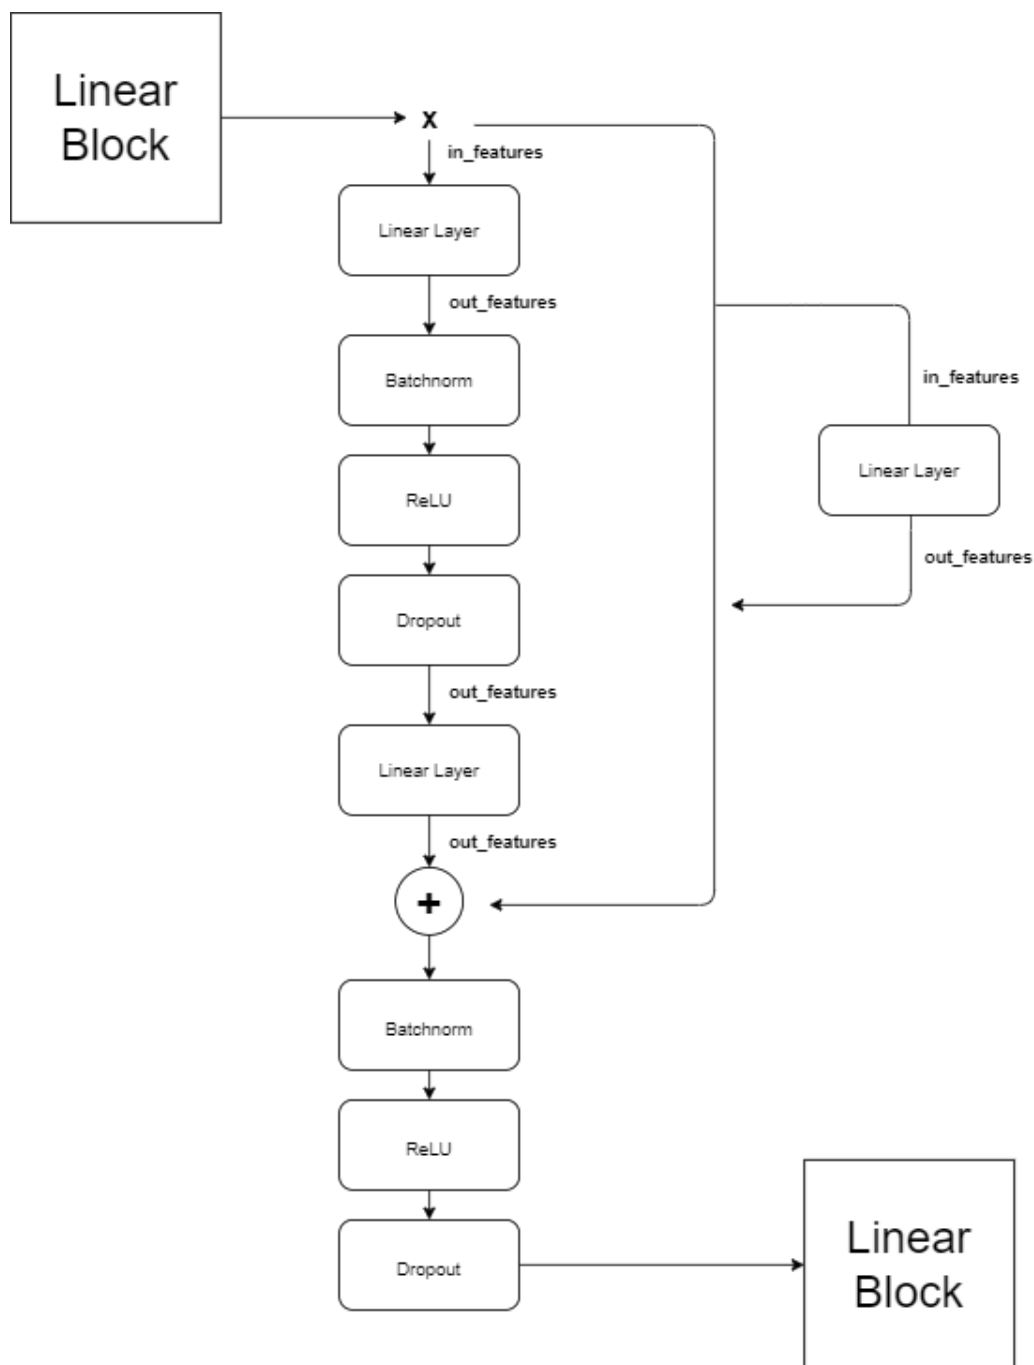 Linear
Block
x
in_features
Linear Layer
out_features
Batchnorm
ReLU
Dropout
out_features
Linear Layer
out_features
+
Batchnorm
ReLU
Dropout
in_features
Linear Layer
out_features
Linear
Block